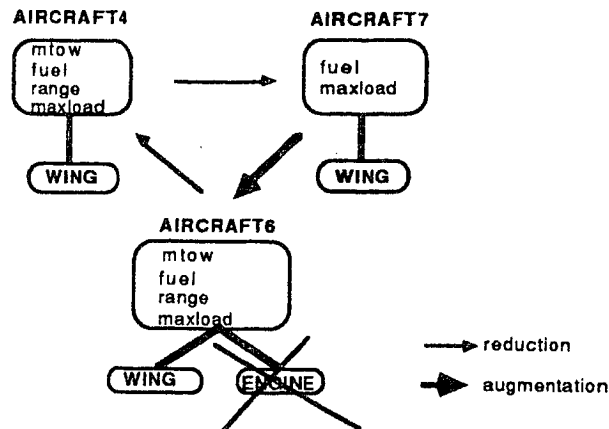 AIRCRAFT4
mtow
fuel
range
maxload
WING
AIRCRAFT7
fuel
maxload
WING
AIRCRAFT6
mtow
fuel
range
maxload
WING
ENGINE
reduction
augmentation